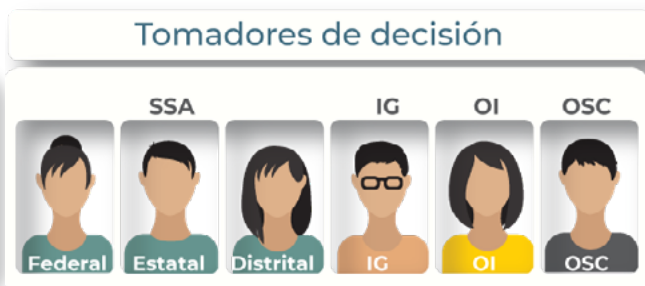 Tomadores de decisión
SSA IG OI OSC
Federal Estatal Distrital IG OI OSC